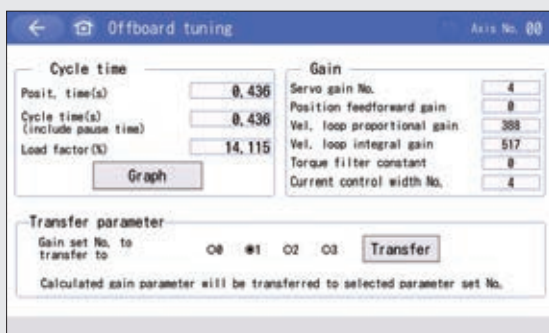 Offboard tuning
Axis No. 00
Cycle time
Posit. time(s) 0.436
Cycle time(s) 0.436
(include pause time)
Load factor(%) 14.115
Graph
Gain
Servo gain No. 4
Position feedforward gain 0
Vel. loop proportional gain 388
Vel. loop integral gain 517
Torque filter constant 0
Current control width No. 4
Transfer parameter
Gain set No. to
transfer to
0 1 2 3 Transfer
Calculated gain parameter will be transferred to selected parameter set No.